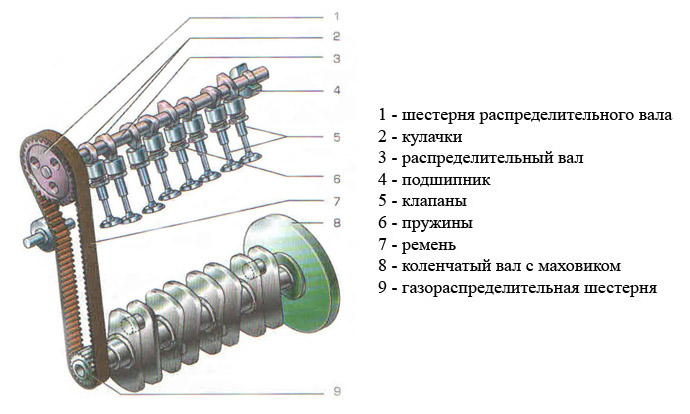 1
2
3
4
5
6
7
8
9
1 - шестерня распределительного вала
2 - кулачки
3 - распределительный вал
4 - подшипник
5 - клапаны
6 - пружины
7 - ремень
8 - коленчатый вал с маховиком
9 - газораспределительная шестерня